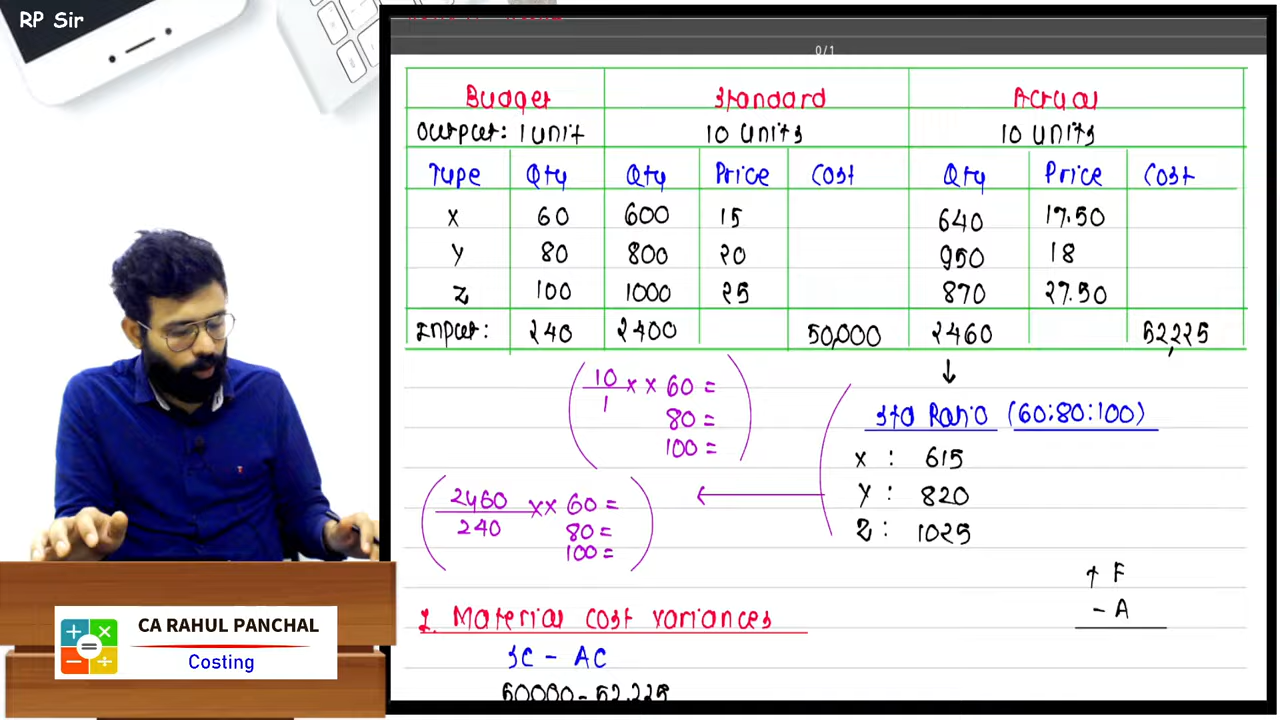 RP Sir
0/1
Budget Standard Actual
Output: 1 Unit 10 Units 10 Units
Type Qty Qty Price Cost Qty Price Cost
X 60 600 15 640 17.50
Y 80 800 20 950 18
Z 100 1000 25 870 27.50
Input: 240 2400 50,000 2460 52,225
10/1 x x 60 =
80 =
100 =
↓
Std Ratio (60:80:100)
X : 615
Y : 820
Z : 1025
2460/240 x x 60 =
80 =
100 =
↑ F
- A
1. Material Cost Variances
SC - AC
50000 - 52,225
CA RAHUL PANCHAL
Costing